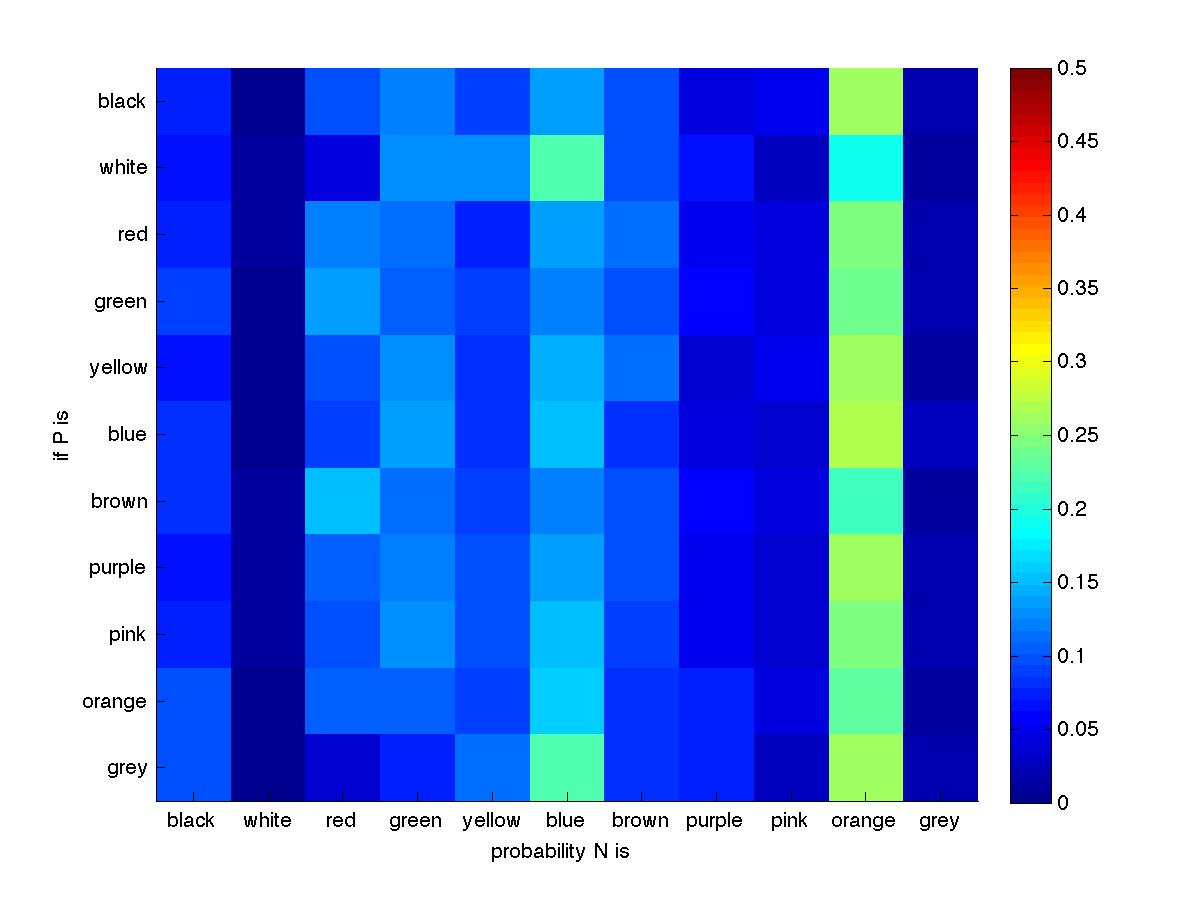 black
white
red
green
yellow
blue
brown
purple
pink
orange
grey
if P is
black white red green yellow blue brown purple pink orange grey
probability N is
0.5
0.45
0.4
0.35
0.3
0.25
0.2
0.15
0.1
0.05
0